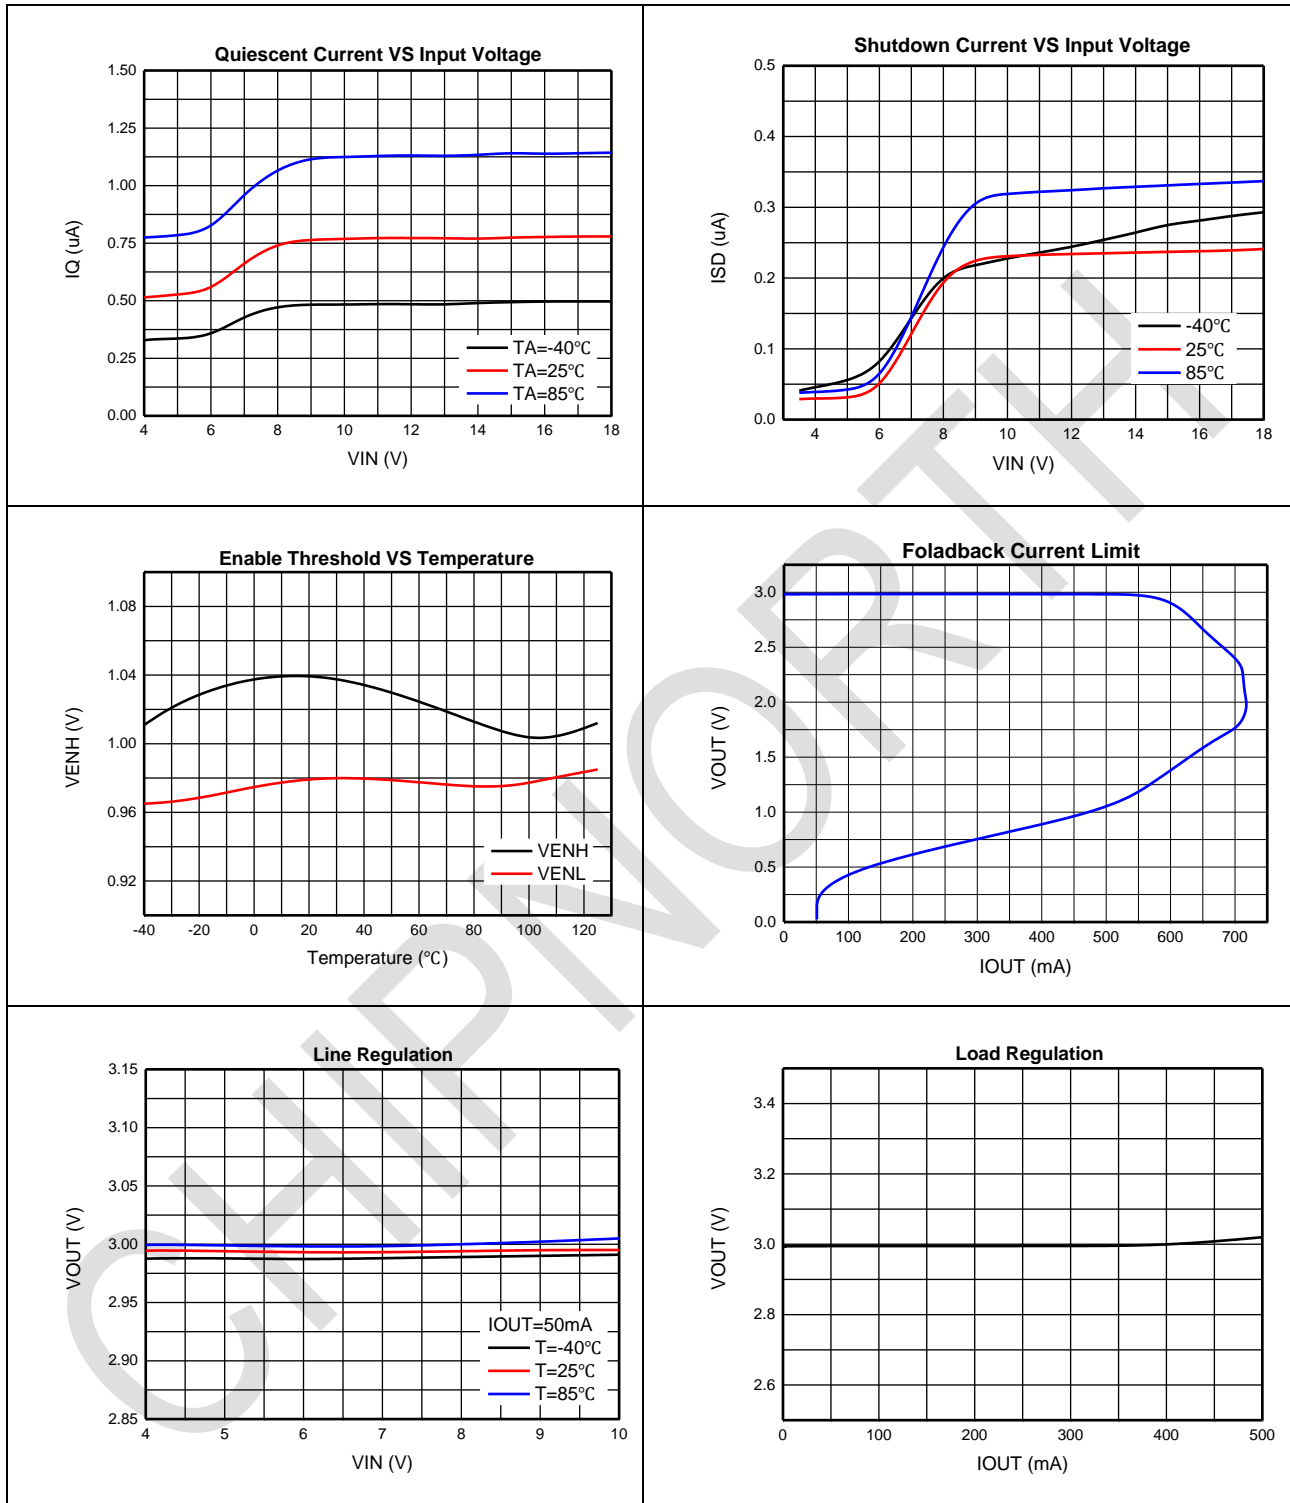 Quiescent Current VS Input Voltage
1.50
1.25
1.00
0.75
0.50
0.25
0.00
IQ (uA)
TA=-40℃
TA=25℃
TA=85℃
4 6 8 10 12 14 16 18
VIN (V)
Shutdown Current VS Input Voltage
0.5
0.4
0.3
0.2
0.1
0.0
ISD (uA)
-40℃
25℃
85℃
4 6 8 10 12 14 16 18
VIN (V)
Enable Threshold VS Temperature
1.08
1.04
1.00
0.96
0.92
VENH (V)
VENH
VENL
-40 -20 0 20 40 60 80 100 120
Temperature (℃)
Foladback Current Limit
3.0
2.5
2.0
1.5
1.0
0.5
0.0
VOUT (V)
0 100 200 300 400 500 600 700
IOUT (mA)
Line Regulation
3.15
3.10
3.05
3.00
2.95
2.90
2.85
VOUT (V)
IOUT=50mA
T=-40℃
T=25℃
T=85℃
4 5 6 7 8 9 10
VIN (V)
Load Regulation
3.4
3.2
3.0
2.8
2.6
VOUT (V)
0 100 200 300 400 500
IOUT (mA)
CHIPNORTH